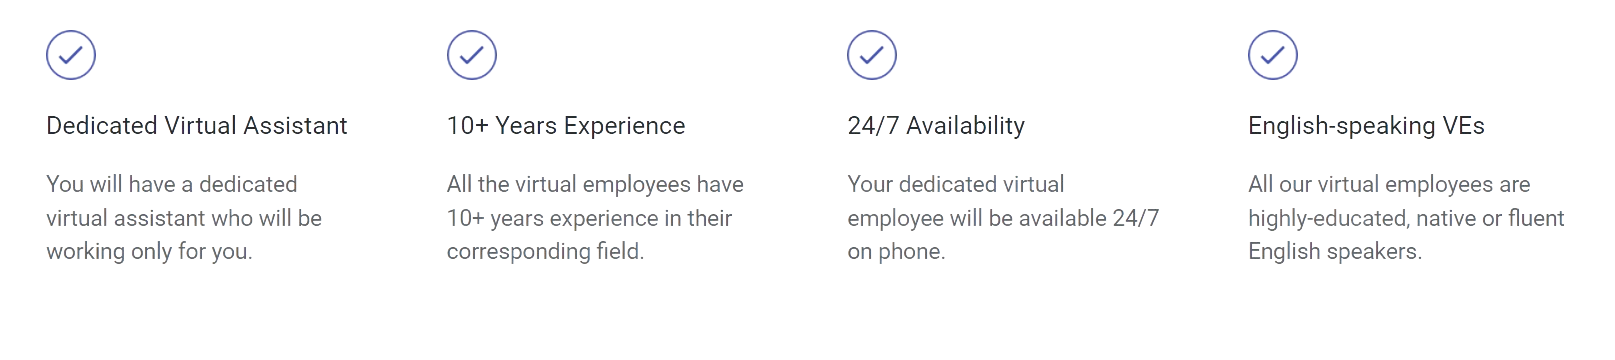 Dedicated Virtual Assistant
You will have a dedicated
virtual assistant who will be
working only for you.
10+ Years Experience
All the virtual employees have
10+ years experience in their
corresponding field.
24/7 Availability
Your dedicated virtual
employee will be available 24/7
on phone.
English-speaking VEs
All our virtual employees are
highly-educated, native or fluent
English speakers.